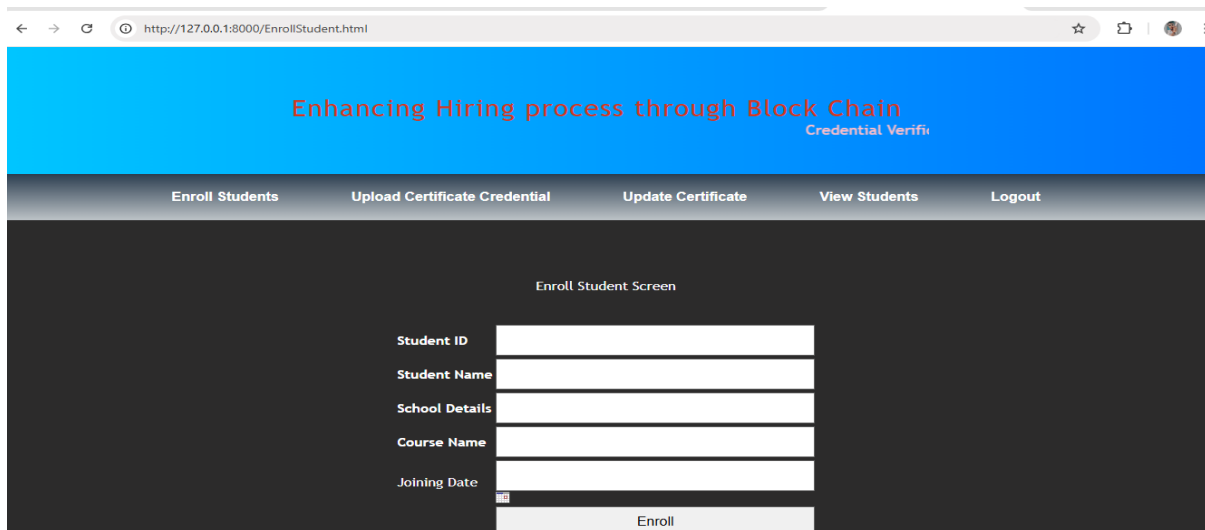 http://127.0.0.1:8000/EnrollStudent.html
Enhancing Hiring process through Block Chain
Credential Verific
Enroll Students Upload Certificate Credential Update Certificate View Students Logout
Enroll Student Screen
Student ID
Student Name
School Details
Course Name
Joining Date
Enroll